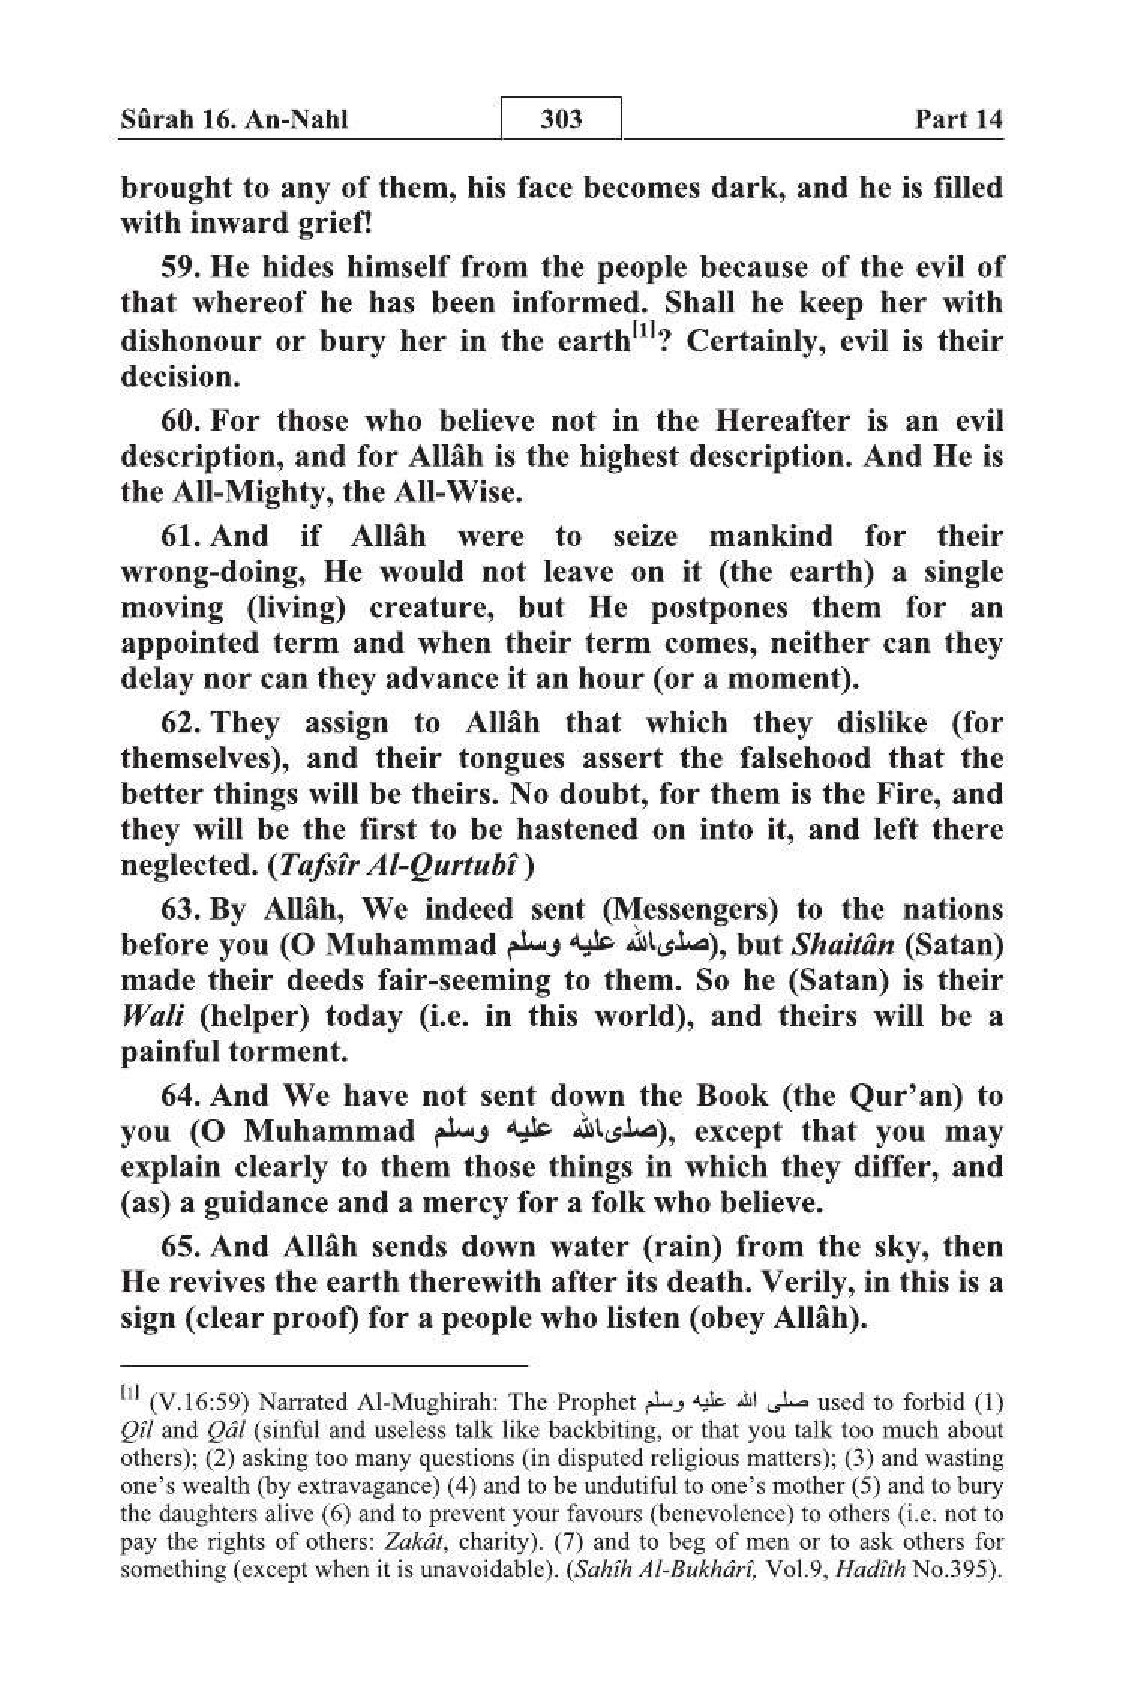 Sûrah 16. An-Nahl 303 Part 14
brought to any of them, his face becomes dark, and he is filled
with inward grief!
59. He hides himself from the people because of the evil of
that whereof he has been informed. Shall he keep her with
dishonour or bury her in the earth[1]? Certainly, evil is their
decision.
60. For those who believe not in the Hereafter is an evil
description, and for Allâh is the highest description. And He is
the All-Mighty, the All-Wise.
61. And if Allâh were to seize mankind for their
wrong-doing, He would not leave on it (the earth) a single
moving (living) creature, but He postpones them for an
appointed term and when their term comes, neither can they
delay nor can they advance it an hour (or a moment).
62. They assign to Allâh that which they dislike (for
themselves), and their tongues assert the falsehood that the
better things will be theirs. No doubt, for them is the Fire, and
they will be the first to be hastened on into it, and left there
neglected. (Tafsîr Al-Qurtubî )
63. By Allâh, We indeed sent (Messengers) to the nations
before you (O Muhammad صلى الله عليه وسلم), but Shaitân (Satan)
made their deeds fair-seeming to them. So he (Satan) is their
Wali (helper) today (i.e. in this world), and theirs will be a
painful torment.
64. And We have not sent down the Book (the Qur’an) to
you (O Muhammad صلى الله عليه وسلم), except that you may
explain clearly to them those things in which they differ, and
(as) a guidance and a mercy for a folk who believe.
65. And Allâh sends down water (rain) from the sky, then
He revives the earth therewith after its death. Verily, in this is a
sign (clear proof) for a people who listen (obey Allâh).
[1] (V.16:59) Narrated Al-Mughirah: The Prophet صلى الله عليه وسلم used to forbid (1)
Qîl and Qâl (sinful and useless talk like backbiting, or that you talk too much about
others); (2) asking too many questions (in disputed religious matters); (3) and wasting
one’s wealth (by extravagance) (4) and to be undutiful to one’s mother (5) and to bury
the daughters alive (6) and to prevent your favours (benevolence) to others (i.e. not to
pay the rights of others: Zakât, charity). (7) and to beg of men or to ask others for
something (except when it is unavoidable). (Sahîh Al-Bukhârî, Vol.9, Hadîth No.395).